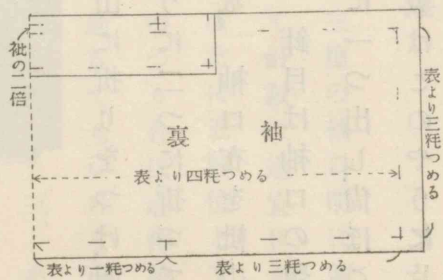 袘の二倍
裏 袖
表より四粍つめる
表より三粍つめる
表より一粍つめる
表より三粍つめる